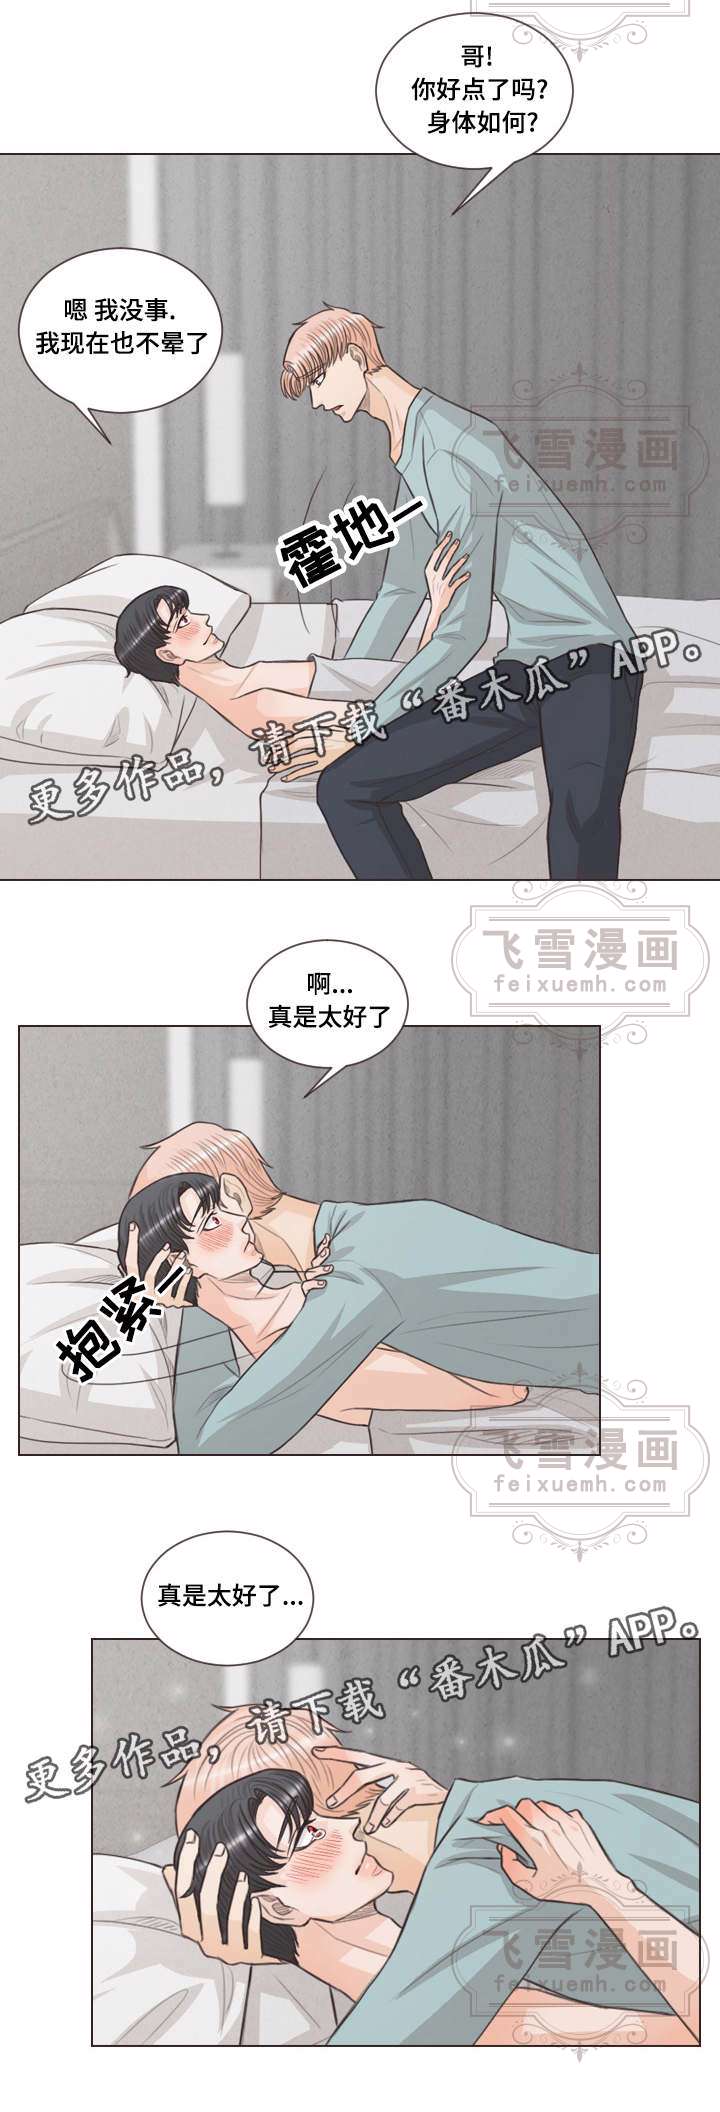 哥!
你好点了吗?
身体如何?
嗯 我没事.
我现在也不晕了
飞雪漫画
feixuemh.com
霍地
更多作品，请下载“番木瓜”APP。
啊...
真是太好了
飞雪漫画
feixuemh.com
抱紧
飞雪漫画
feixuemh.com
真是太好了...
更多作品，请下载“番木瓜”APP。
飞雪漫画
feixuemh.com